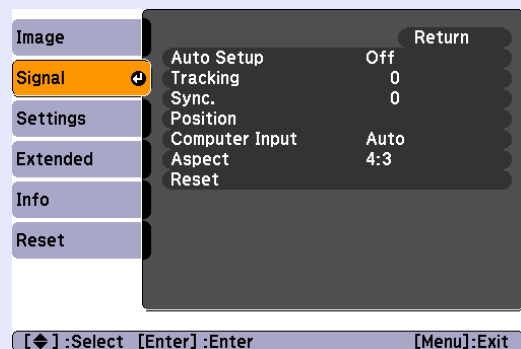 Image
Signal
Settings
Extended
Info
Reset
Return
Auto Setup Off
Tracking 0
Sync. 0
Position
Computer Input Auto
Aspect 4:3
Reset
[◆] :Select [Enter] :Enter [Menu]:Exit